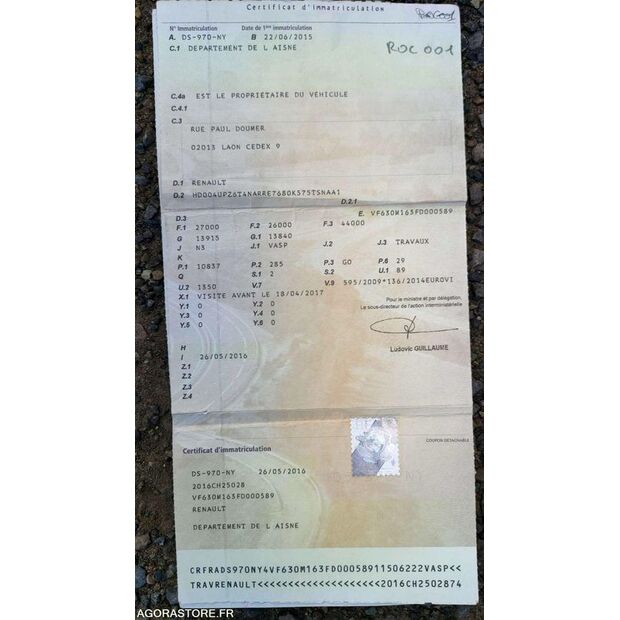 Certificat d'immatriculation
N° Immatriculation Date de 1ère immatriculation
A. DS-970-NY B 22/06/2015
C.1 DEPARTEMENT DE L AISNE
ROC 001
C.4a EST LE PROPRIETAIRE DU VÉHICULE
C.4.1
C.3
RUE PAUL DOUMER
02013 LAON CEDEX 9
D.1 RENAULT
D.2 HD004UPZ6T4NARRE7680K575TSNAA1
D.2.1
D.3 E. VF630M163FD000589
F.1 27000 F.2 26000 F.3 44000
G 13915 G.1 13840
J N3 J.1 VASP J.2 J.3 TRAVAUX
K
P.1 10837 P.2 285 P.3 GO P.6 29
Q S.1 2 S.2 U.1 89
U.2 1350 V.7 V.9 595/2009*136/2014EUROVI
X.1 VISITE AVANT LE 18/04/2017
Y.1 0 Y.2 0
Y.3 0 Y.4 0
Y.5 0 Y.6 0
Pour le ministre et par délégation,
Le sous-directeur de l'action interministérielle
Ludovic GUILLAUME
H
I 26/05/2016
Z.1
Z.2
Z.3
Z.4
COUPON DÉTACHABLE
Certificat d'immatriculation
DS-970-NY 26/05/2016
2016CH25028
VF630M163FD000589
RENAULT
DEPARTEMENT DE L AISNE
CRFRADS970NY4VF630M163FD00058911506222VASP<<
TRAVRENAULT<<<<<<<<<<<<<<<<<<<<2016CH2502874
AGORASTORE.FR